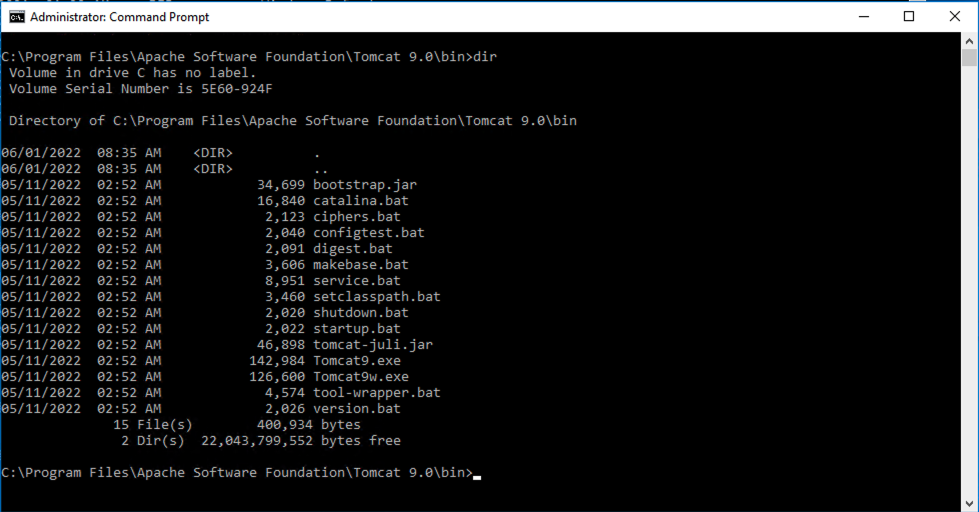 Administrator: Command Prompt
C:\Program Files\Apache Software Foundation\Tomcat 9.0\bin>dir
 Volume in drive C has no label.
 Volume Serial Number is 5E60-924F
 Directory of C:\Program Files\Apache Software Foundation\Tomcat 9.0\bin
06/01/2022  08:35 AM    <DIR>          .
06/01/2022  08:35 AM    <DIR>          ..
05/11/2022  02:52 AM            34,699 bootstrap.jar
05/11/2022  02:52 AM            16,840 catalina.bat
05/11/2022  02:52 AM             2,123 ciphers.bat
05/11/2022  02:52 AM             2,040 configtest.bat
05/11/2022  02:52 AM             2,091 digest.bat
05/11/2022  02:52 AM             3,606 makebase.bat
05/11/2022  02:52 AM             8,951 service.bat
05/11/2022  02:52 AM             3,460 setclasspath.bat
05/11/2022  02:52 AM             2,020 shutdown.bat
05/11/2022  02:52 AM             2,022 startup.bat
05/11/2022  02:52 AM            46,898 tomcat-juli.jar
05/11/2022  02:52 AM           142,984 Tomcat9.exe
05/11/2022  02:52 AM           126,600 Tomcat9w.exe
05/11/2022  02:52 AM             4,574 tool-wrapper.bat
05/11/2022  02:52 AM             2,026 version.bat
              15 File(s)        400,934 bytes
               2 Dir(s)  22,043,799,552 bytes free
C:\Program Files\Apache Software Foundation\Tomcat 9.0\bin>